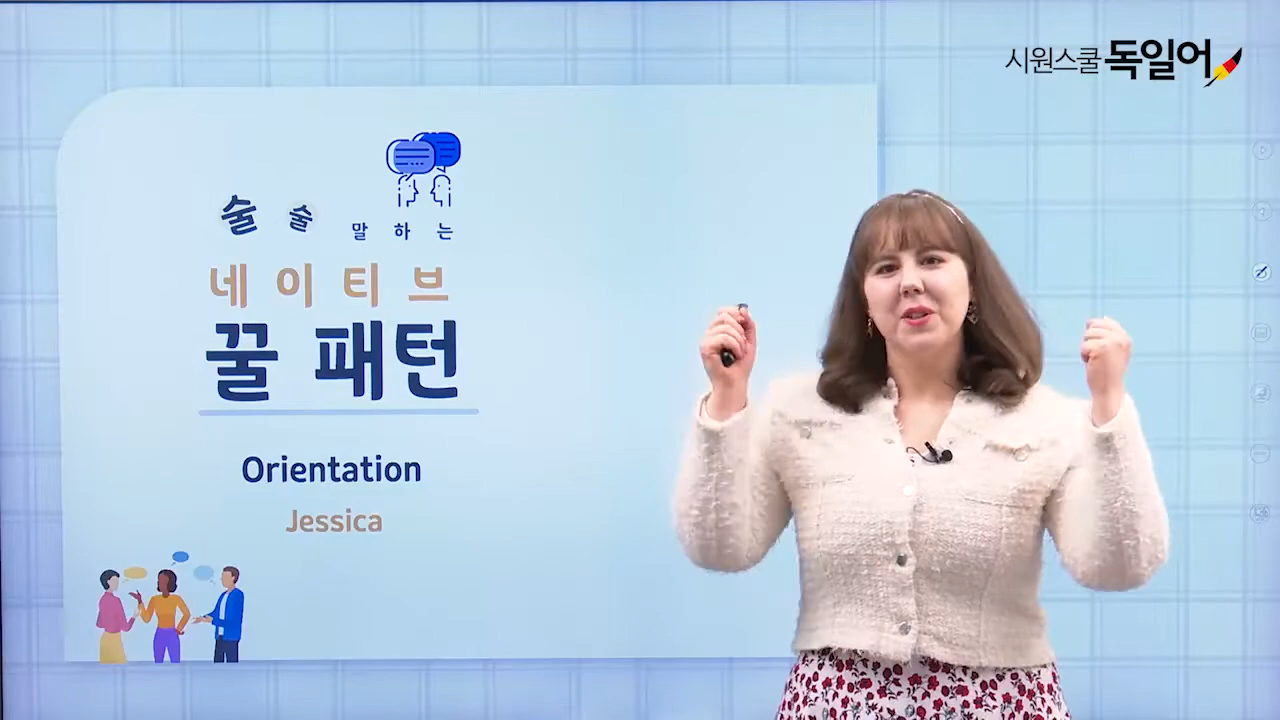 시원스쿨 독일어
술 술 말 하 는
네 이 티 브
꿀 패턴
Orientation
Jessica